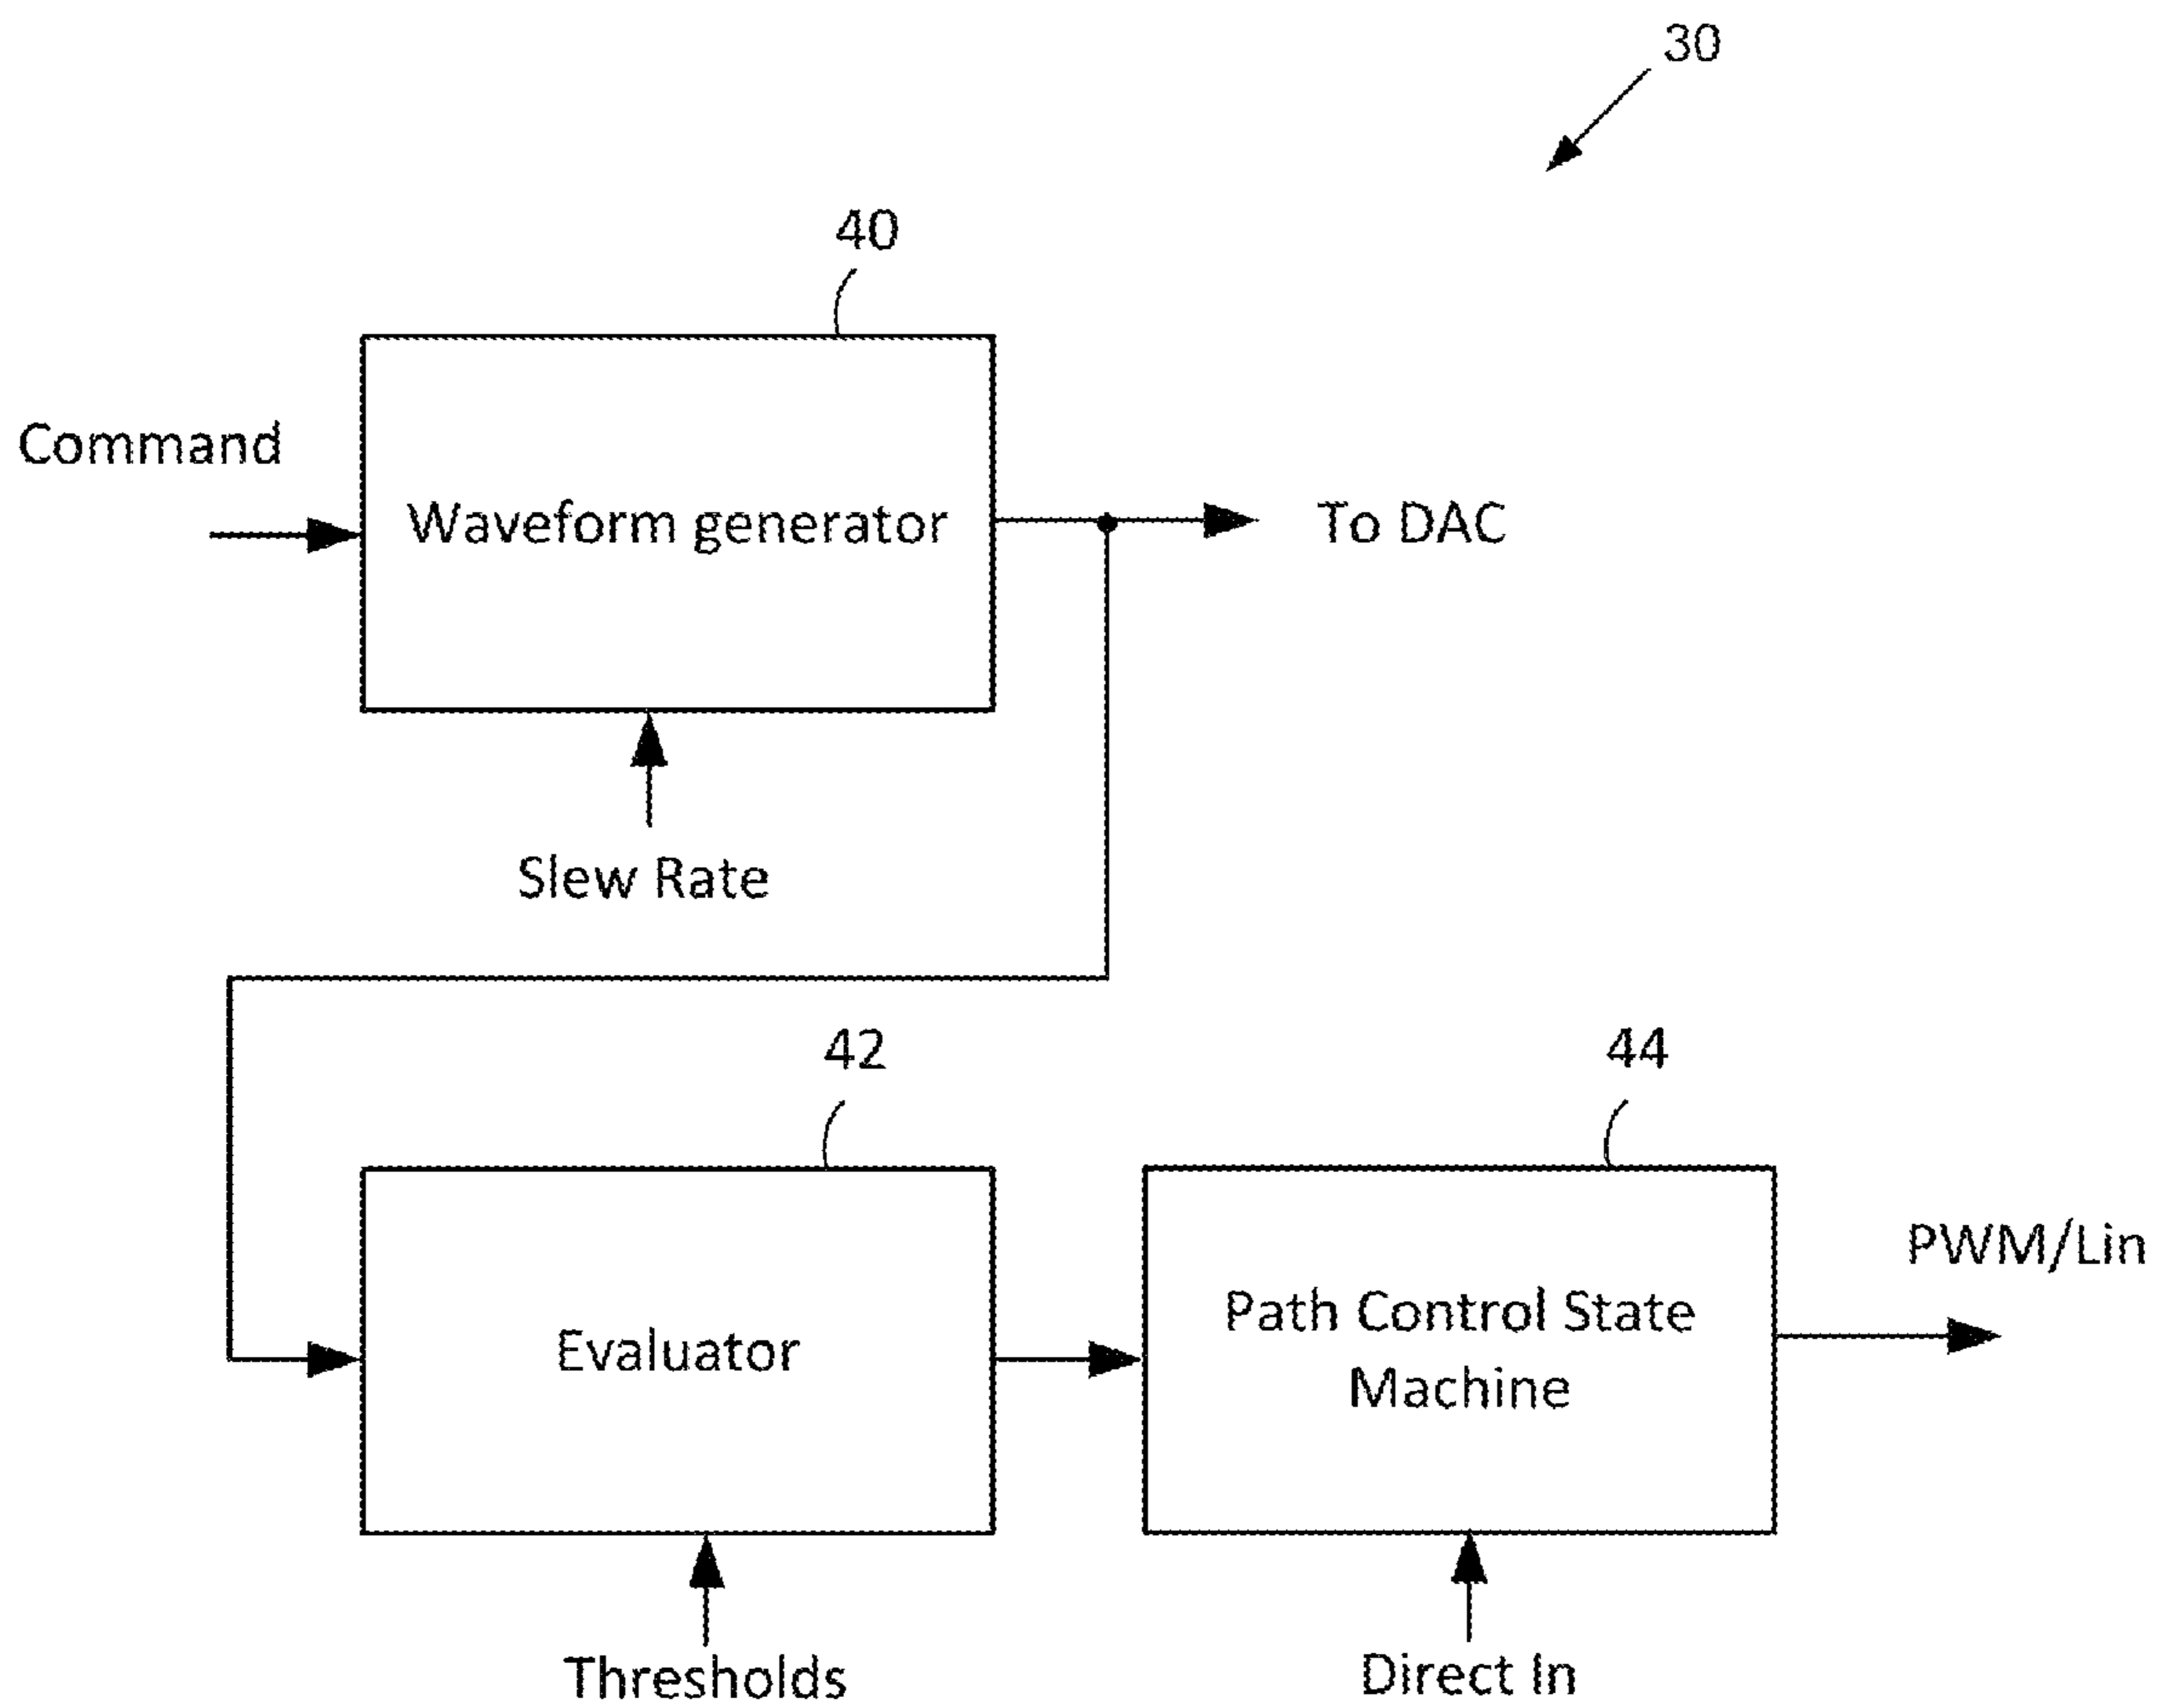 30
40
Command
Waveform generator
To DAC
Slew Rate
42
44
PWM/Lin
Evaluator
Path Control State
Machine
Thresholds
Direct In